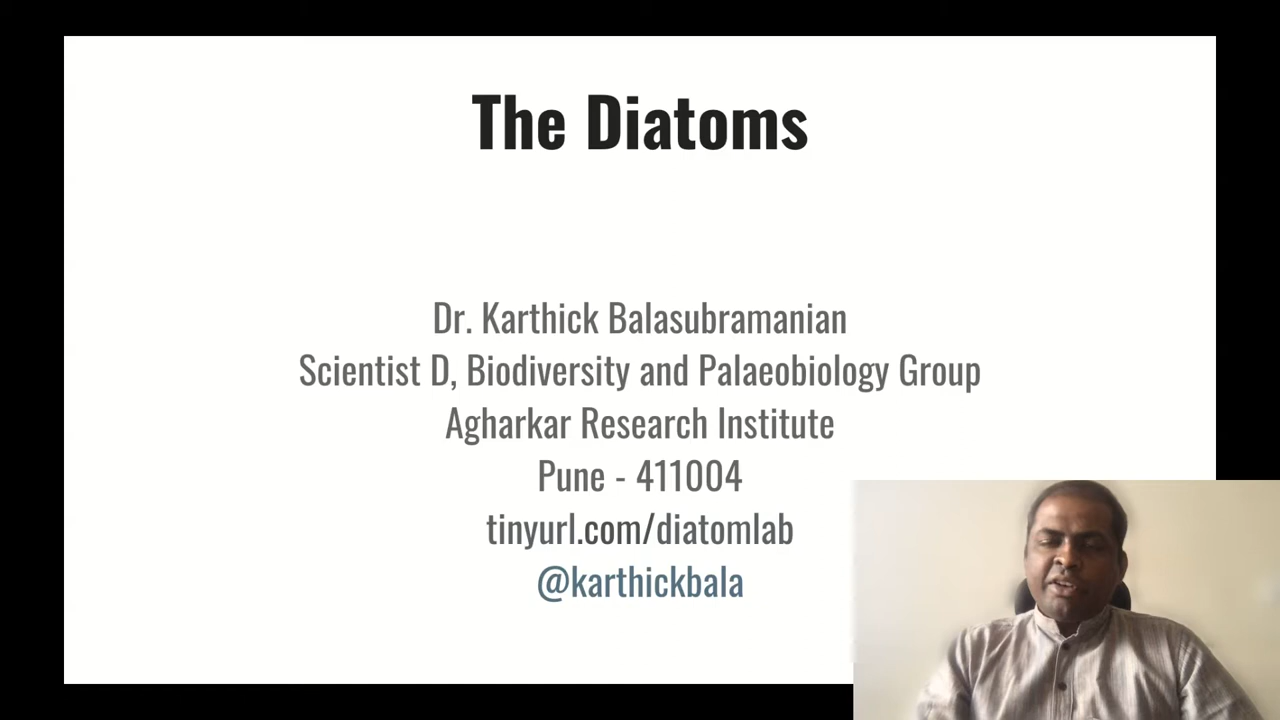 The Diatoms
Dr. Karthick Balasubramanian
Scientist D, Biodiversity and Palaeobiology Group
Agharkar Research Institute
Pune - 411004
tinyurl.com/diatomlab
@karthickbala